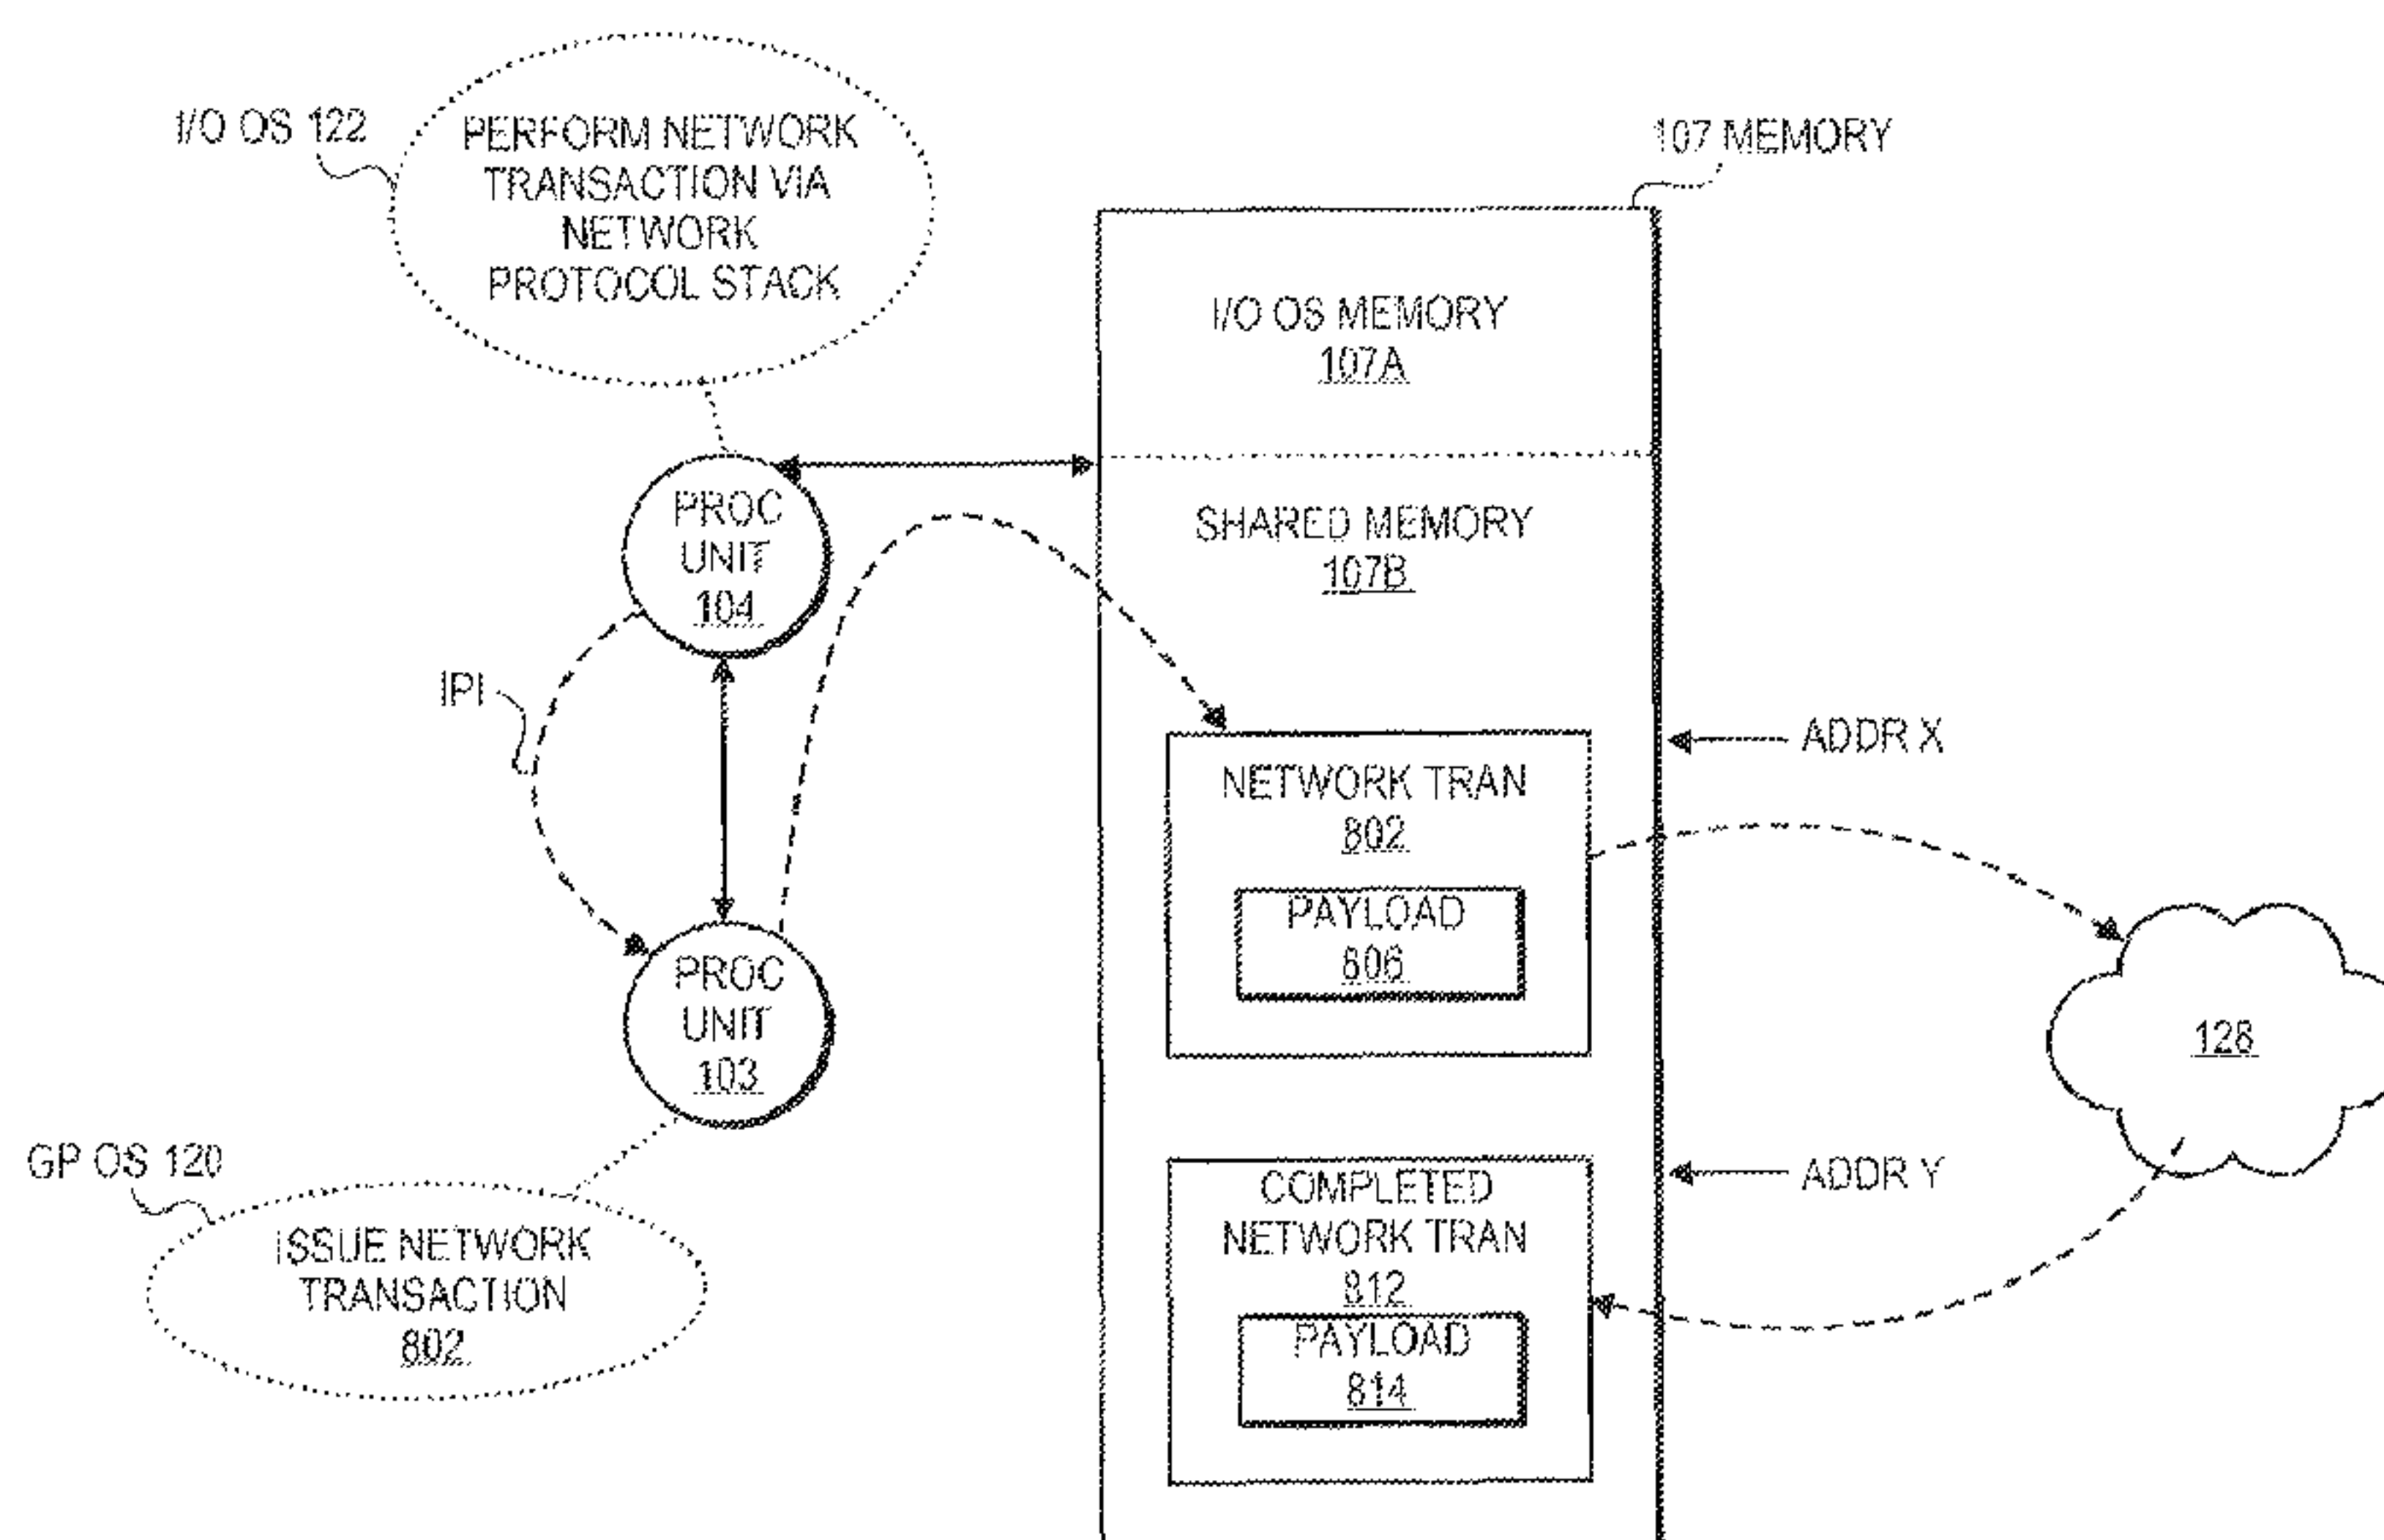 I/O OS 122
PERFORM NETWORK
TRANSACTION VIA
NETWORK
PROTOCOL STACK
107 MEMORY
I/O OS MEMORY
107A
PROC
UNIT
104
SHARED MEMORY
107B
IPI
ADDR X
NETWORK TRAN
802
PAYLOAD
806
PROC
UNIT
103
128
GP OS 120
ISSUE NETWORK
TRANSACTION
802
ADDR Y
COMPLETED
NETWORK TRAN
812
PAYLOAD
814